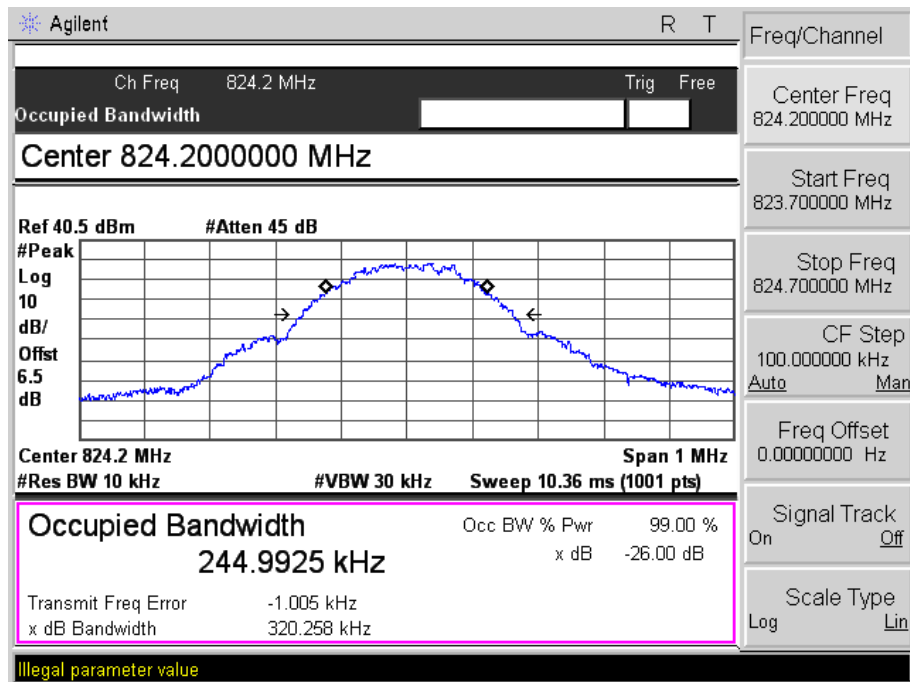 Agilent R T
Ch Freq 824.2 MHz Trig Free
Occupied Bandwidth
Center 824.2000000 MHz
Ref 40.5 dBm #Atten 45 dB
#Peak
Log
10
dB/
Offst
6.5
dB
Center 824.2 MHz Span 1 MHz
#Res BW 10 kHz #VBW 30 kHz Sweep 10.36 ms (1001 pts)
Occupied Bandwidth Occ BW % Pwr 99.00 %
244.9925 kHz x dB -26.00 dB
Transmit Freq Error -1.005 kHz
x dB Bandwidth 320.258 kHz
Illegal parameter value
Freq/Channel
Center Freq
824.200000 MHz
Start Freq
823.700000 MHz
Stop Freq
824.700000 MHz
CF Step
100.000000 kHz
Auto Man
Freq Offset
0.00000000 Hz
Signal Track
On Off
Scale Type
Log Lin